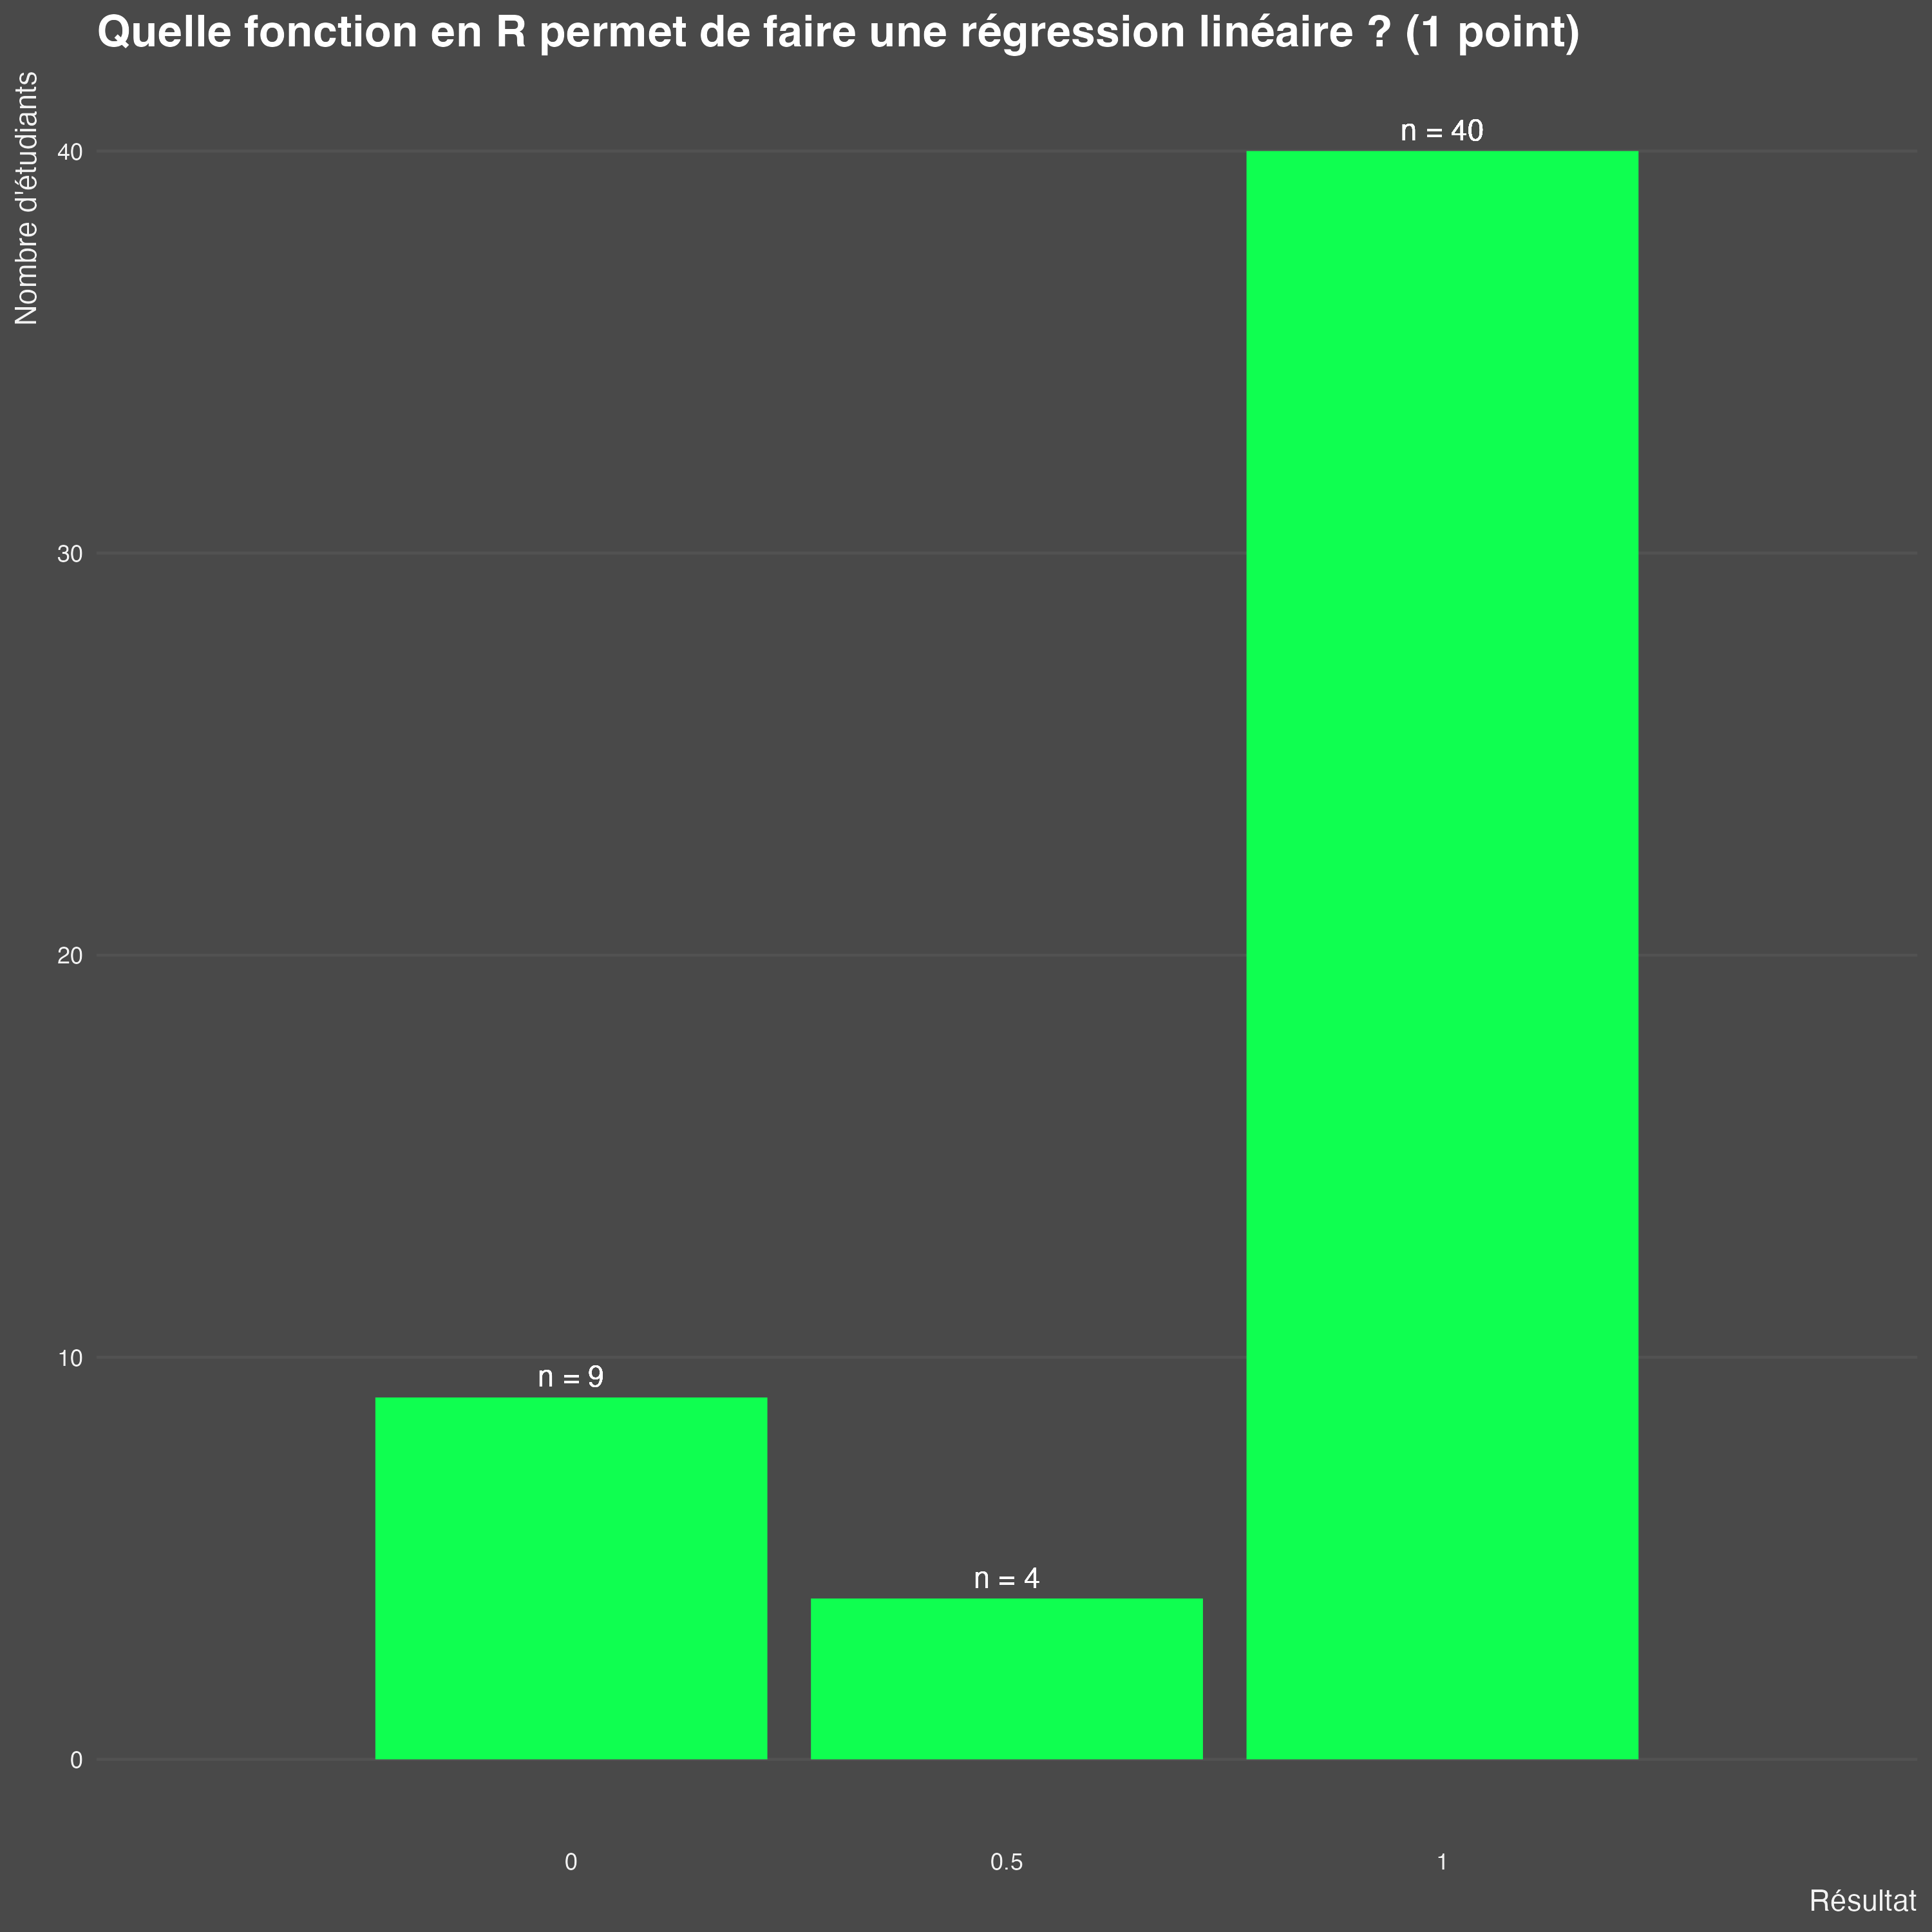 Quelle fonction en R permet de faire une régression linéaire ? (1 point)
Nombre d'étudiants
40
30
20
10
0
n = 9
n = 4
n = 40
0
0.5
1
Résultat